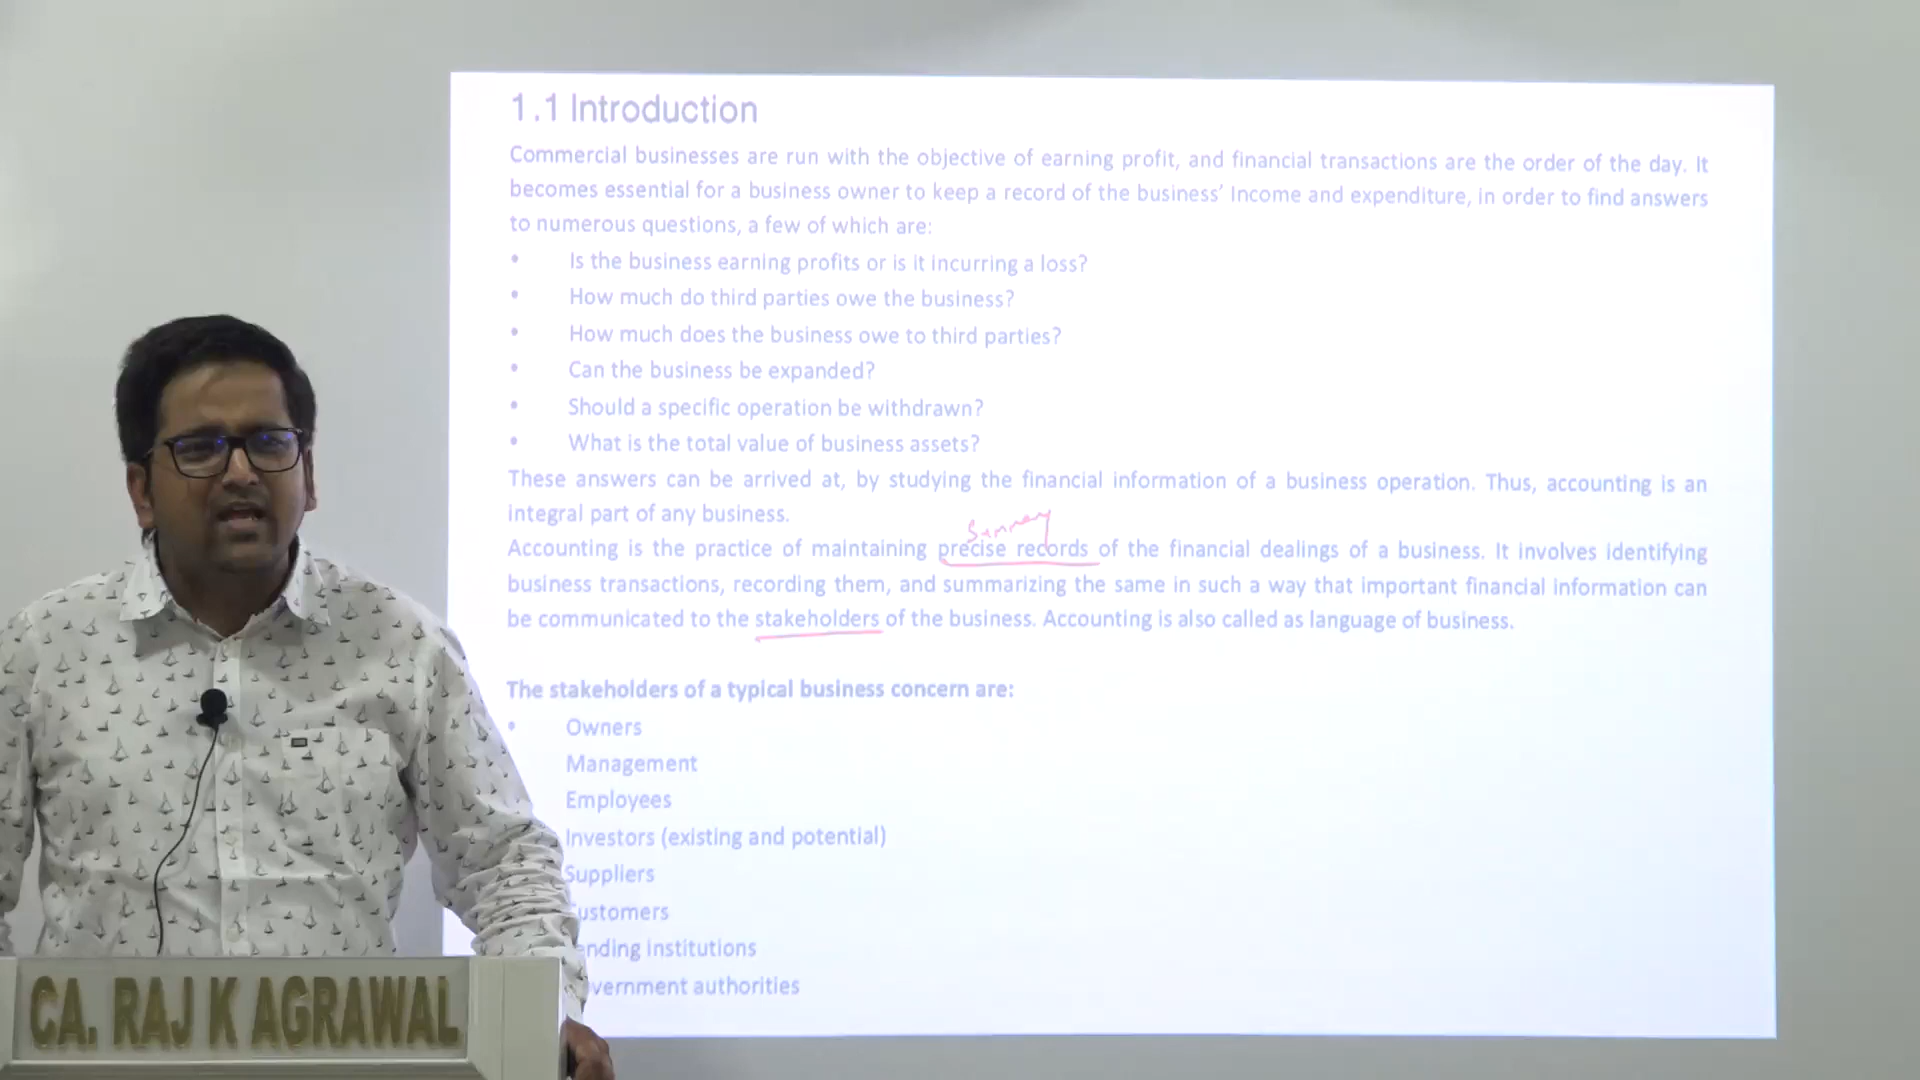 1.1 Introduction
Commercial businesses are run with the objective of earning profit, and financial transactions are the order of the day. It
becomes essential for a business owner to keep a record of the business’ Income and expenditure, in order to find answers
to numerous questions, a few of which are:
• Is the business earning profits or is it incurring a loss?
• How much do third parties owe the business?
• How much does the business owe to third parties?
• Can the business be expanded?
• Should a specific operation be withdrawn?
• What is the total value of business assets?
These answers can be arrived at, by studying the financial information of a business operation. Thus, accounting is an
integral part of any business.
Accounting is the practice of maintaining precise records of the financial dealings of a business. It involves identifying
business transactions, recording them, and summarizing the same in such a way that important financial information can
be communicated to the stakeholders of the business. Accounting is also called as language of business.
The stakeholders of a typical business concern are:
• Owners
Management
Employees
Investors (existing and potential)
Suppliers
ustomers
ending institutions
vernment authorities
CA. RAJ K AGRAWAL